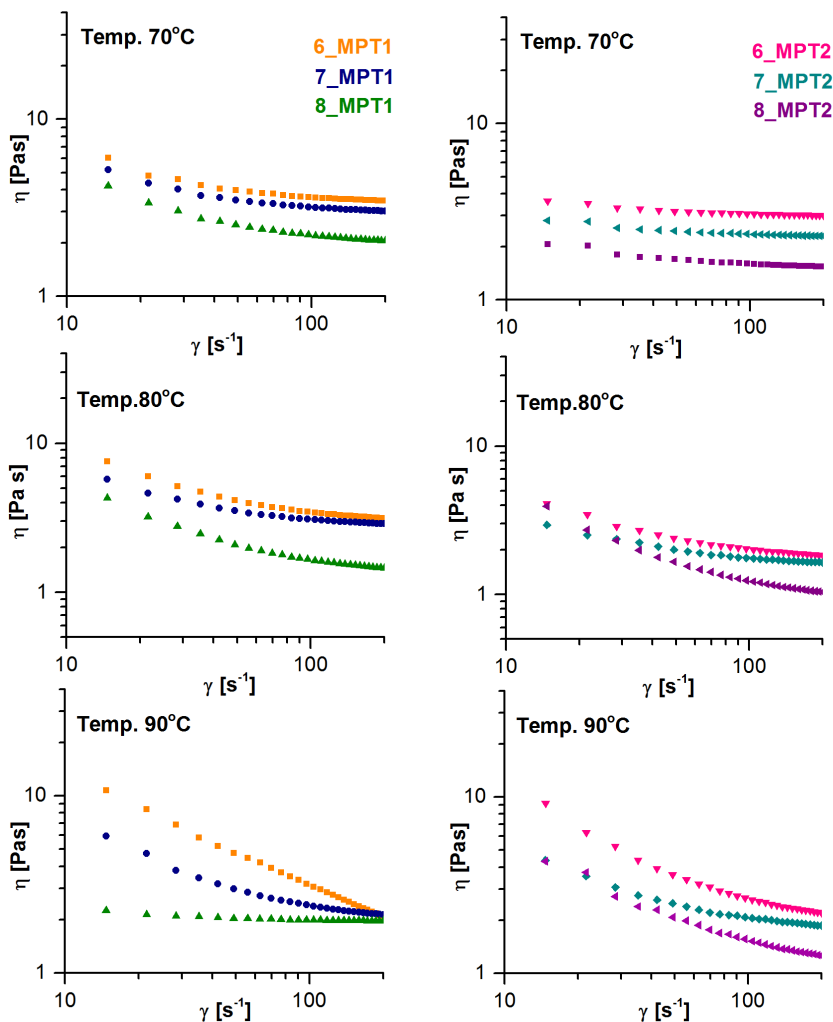 Temp. 70°C
6_MPT1
7_MPT1
8_MPT1
10
1
η [Pas]
10
100
γ [s⁻¹]
Temp. 70°C
6_MPT2
7_MPT2
8_MPT2
10
1
η [Pas]
10
100
γ [s⁻¹]
Temp.80°C
10
1
η [Pa s]
10
100
γ [s⁻¹]
Temp.80°C
10
1
η [Pa s]
10
100
γ [s⁻¹]
Temp. 90°C
10
1
η [Pas]
10
100
γ [s⁻¹]
Temp. 90°C
10
1
η [Pas]
10
100
γ [s⁻¹]